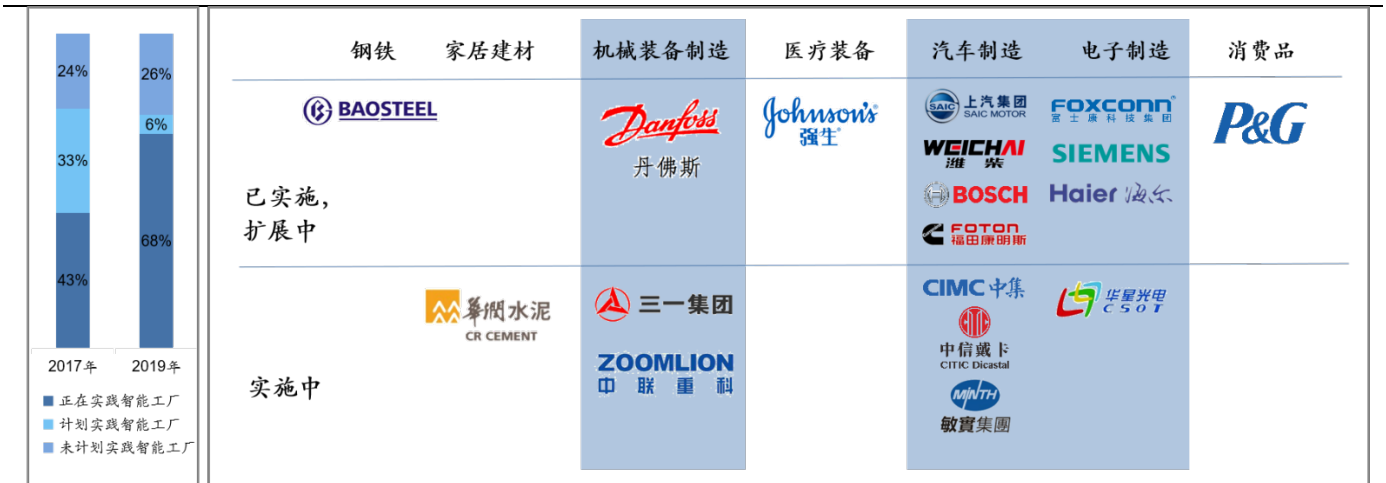 24%
33%
43%
26%
6%
68%
2017年 2019年
正在实践智能工厂
计划实践智能工厂
未计划实践智能工厂
钢铁 家居建材 机械装备制造 医疗装备 汽车制造 电子制造 消费品
已实施,
扩展中
BAOSTEEL
Danfoss
丹佛斯
Johnson's
强生
SAIC 上汽集团
SAIC MOTOR
WEICHAI
潍柴
BOSCH
FOTON
福田康明斯
FOXCONN
富士康科技集团
SIEMENS
Haier 海尔
P&G
实施中
華潤水泥
CR CEMENT
三一集团
ZOOMLION
中联重科
CIMC 中集
中信戴卡
CITIC Dicastal
MINTH
敏實集團
华星光电
CSOT